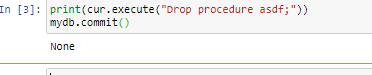 In [3]: print(cur.execute("Drop procedure asdf;"))
mydb.commit()
None